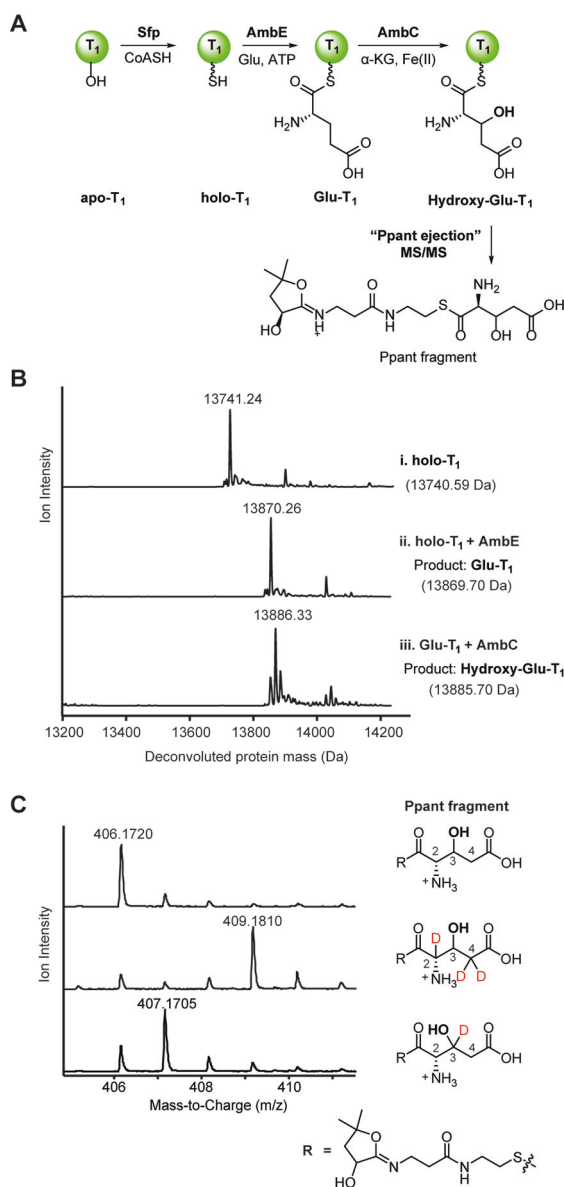 A
T1 Sfp T1 AmbE T1 AmbC T1
CoASH Glu, ATP α-KG, Fe(II)
OH SH S S
O O OH
H2N H2N
O O
OH OH
apo-T1 holo-T1 Glu-T1 Hydroxy-Glu-T1
"Ppant ejection"
MS/MS
O O NH2 O
N S OH
HO H + N H O OH
Ppant fragment
B
Ion Intensity
13741.24
i. holo-T1
(13740.59 Da)
13870.26
ii. holo-T1 + AmbE
Product: Glu-T1
(13869.70 Da)
13886.33
iii. Glu-T1 + AmbC
Product: Hydroxy-Glu-T1
(13885.70 Da)
13200 13400 13600 13800 14000 14200
Deconvoluted protein mass (Da)
C
Ppant fragment
Ion Intensity
406.1720
O OH O
R 2 3 4 OH
+ NH3
409.1810
O D OH O
R 2 3 4 OH
+ NH3 D D
407.1705
O HO D O
R 2 3 4 OH
+ NH3
406 408 410
Mass-to-Charge (m/z)
R = O N O N H S
HO